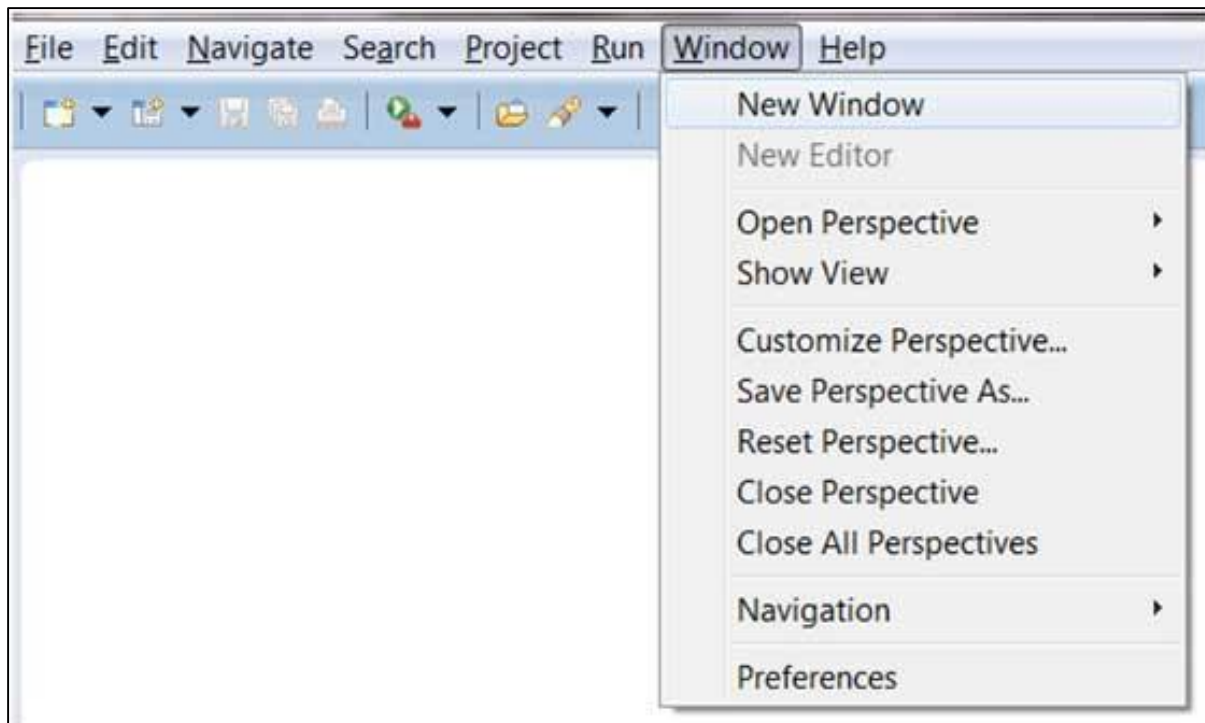 File Edit Navigate Search Project Run Window Help
New Window
New Editor
Open Perspective
Show View
Customize Perspective...
Save Perspective As...
Reset Perspective...
Close Perspective
Close All Perspectives
Navigation
Preferences